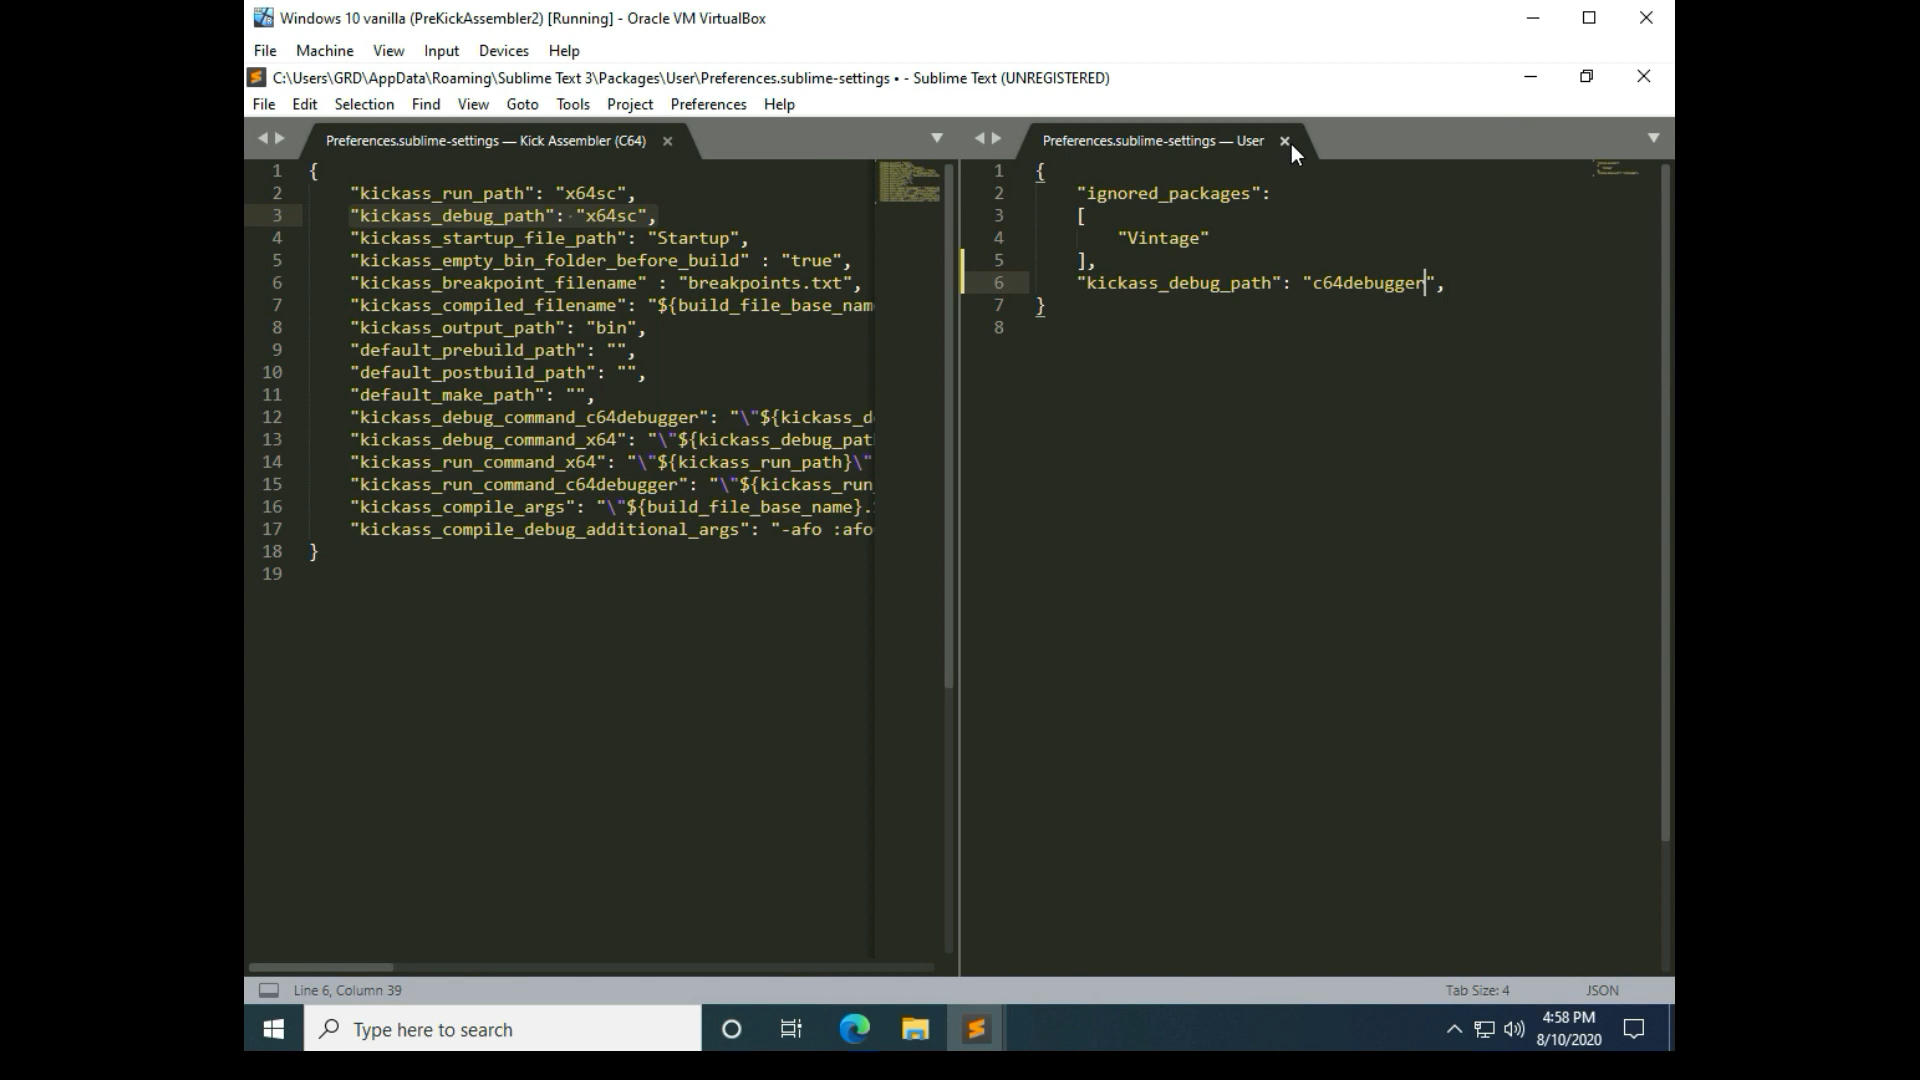 Windows 10 vanilla (PreKickAssembler2) [Running] - Oracle VM VirtualBox
File Machine View Input Devices Help
C:\Users\GRD\AppData\Roaming\Sublime Text 3\Packages\User\Preferences.sublime-settings • - Sublime Text (UNREGISTERED)
File Edit Selection Find View Goto Tools Project Preferences Help
Preferences.sublime-settings — Kick Assembler (C64)
1 {
2 "kickass_run_path": "x64sc",
3 "kickass_debug_path": "x64sc",
4 "kickass_startup_file_path": "Startup",
5 "kickass_empty_bin_folder_before_build" : "true",
6 "kickass_breakpoint_filename" : "breakpoints.txt",
7 "kickass_compiled_filename": "${build_file_base_nam
8 "kickass_output_path": "bin",
9 "default_prebuild_path": "",
10 "default_postbuild_path": "",
11 "default_make_path": "",
12 "kickass_debug_command_c64debugger": "\"${kickass_d
13 "kickass_debug_command_x64": "\"${kickass_debug_pat
14 "kickass_run_command_x64": "\"${kickass_run_path}\"
15 "kickass_run_command_c64debugger": "\"${kickass_run
16 "kickass_compile_args": "\"${build_file_base_name}.
17 "kickass_compile_debug_additional_args": "-afo :afo
18 }
19
Preferences.sublime-settings — User
1 {
2 "ignored_packages":
3 [
4 "Vintage"
5 ],
6 "kickass_debug_path": "c64debugger",
7 }
8
Line 6, Column 39
Tab Size: 4
JSON
Type here to search
4:58 PM
8/10/2020